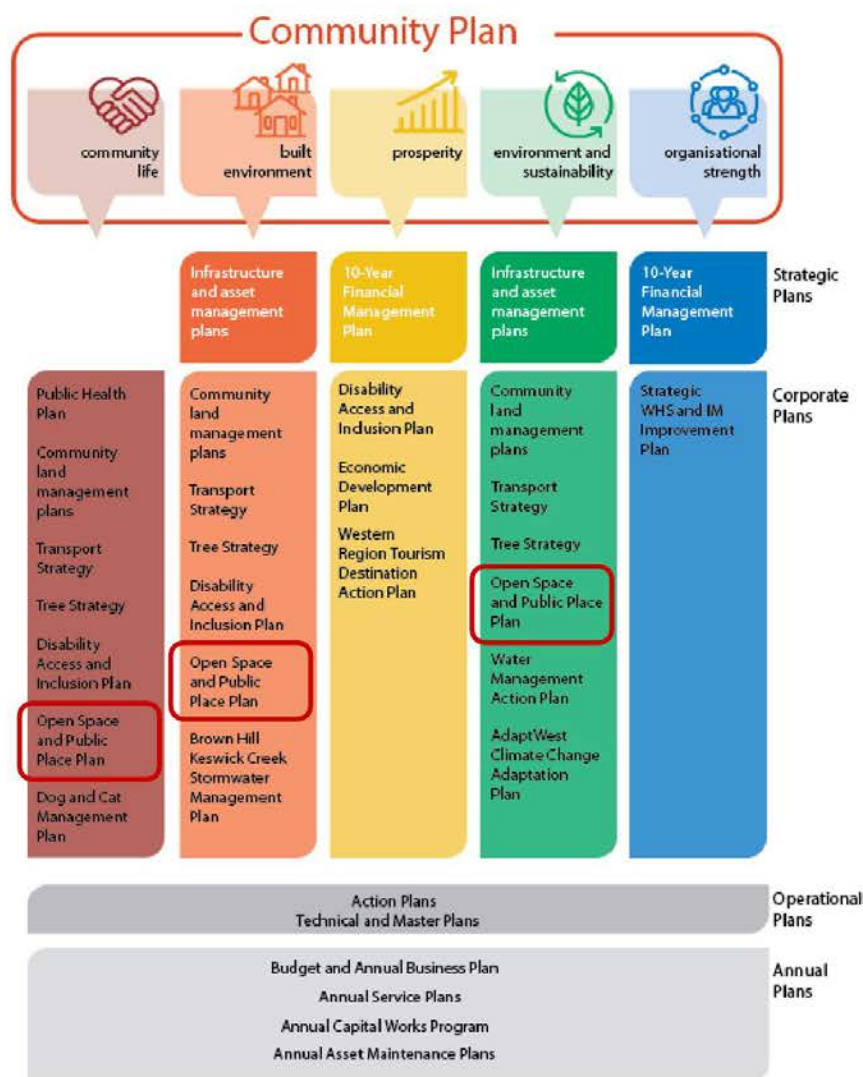 Community Plan
community
life
built
environment
prosperity
environment and
sustainability
organisational
strength
Infrastructure
and asset
management
plans
10-Year
Financial
Management
Plan
Infrastructure
and asset
management
plans
10-Year
Financial
Management
Plan
Strategic
Plans
Public Health
Plan
Community
land
management
plans
Transport
Strategy
Tree Strategy
Disability
Access and
Inclusion Plan
Open Space
and Public
Place Plan
Dog and Cat
Management
Plan
Community
land
management
plans
Transport
Strategy
Tree Strategy
Disability
Access and
Inclusion Plan
Open Space
and Public
Place Plan
Brown Hill
Keswick Creek
Stormwater
Management
Plan
Disability
Access and
Inclusion Plan
Economic
Development
Plan
Western
Region Tourism
Destination
Action Plan
Community
land
management
plans
Transport
Strategy
Tree Strategy
Open Space
and Public Place
Plan
Water
Management
Action Plan
AdaptWest
Climate Change
Adaptation
Plan
Strategic
WHS and IM
Improvement
Plan
Corporate
Plans
Action Plans
Technical and Master Plans
Operational
Plans
Budget and Annual Business Plan
Annual Service Plans
Annual Capital Works Program
Annual Asset Maintenance Plans
Annual
Plans